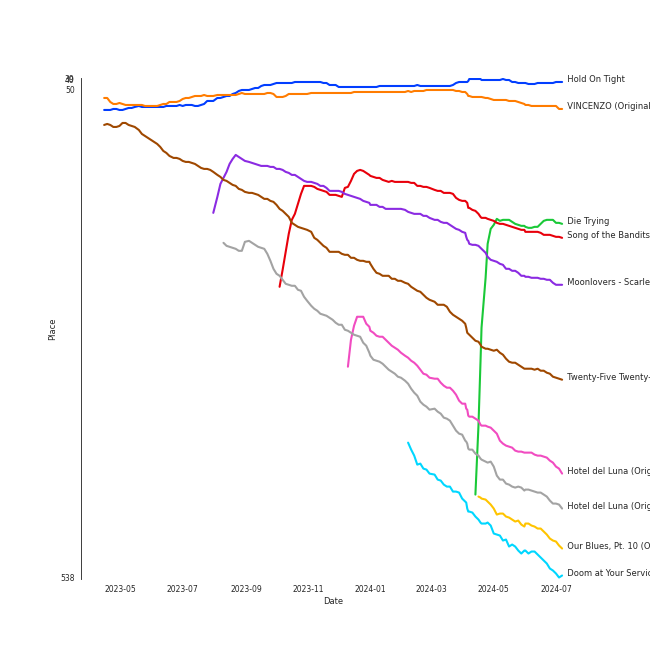 50
Hold On Tight
VINCENZO (Original
Die Trying
Song of the Bandits
Moonlovers - Scarle
Twenty-Five Twenty-
Hotel del Luna (Orig
Hotel del Luna (Orig
Our Blues, Pt. 10 (O
Doom at Your Servic
538
Place
2023-05 2023-07 2023-09 2023-11 2024-01 2024-03 2024-05 2024-07
Date